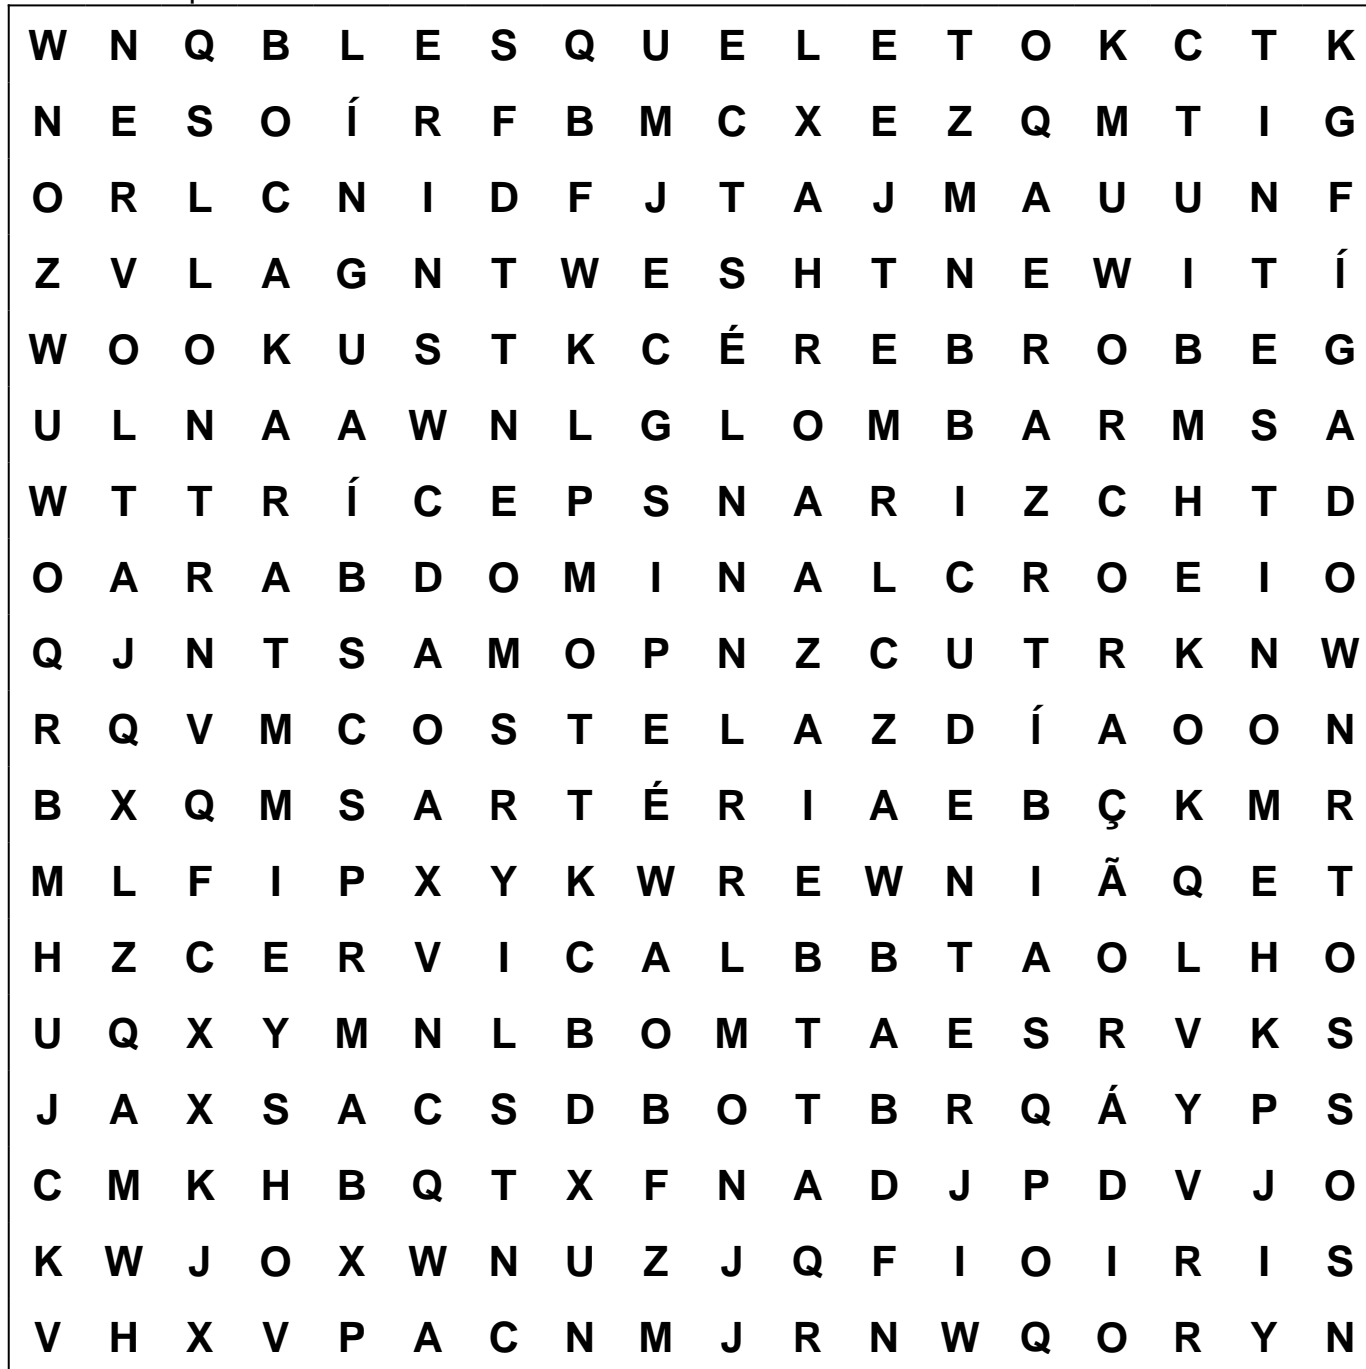 W N Q B L E S Q U E L E T O K C T K
N E S O Í R F B M C X E Z Q M T I G
O R L C N I D F J T A J M A U U N F
Z V L A G N T W E S H T N E W I T Í
W O O K U S T K C É R E B R O B E G
U L N A A W N L G L O M B A R M S A
W T T R Í C E P S N A R I Z C H T D
O A R A B D O M I N A L C R O E I O
Q J N T S A M O P N Z C U T R K N W
R Q V M C O S T E L A Z D Í A O O N
B X Q M S A R T É R I A E B Ç K M R
M L F I P X Y K W R E W N I Ã Q E T
H Z C E R V I C A L B B T A O L H O
U Q X Y M N L B O M T A E S R V K S
J A X S A C S D B O T B R Q Á Y P S
C M K H B Q T X F N A D J P D V J O
K W J O X W N U Z J Q F I O I R I S
V H X V P A C N M J R N W Q O R Y N